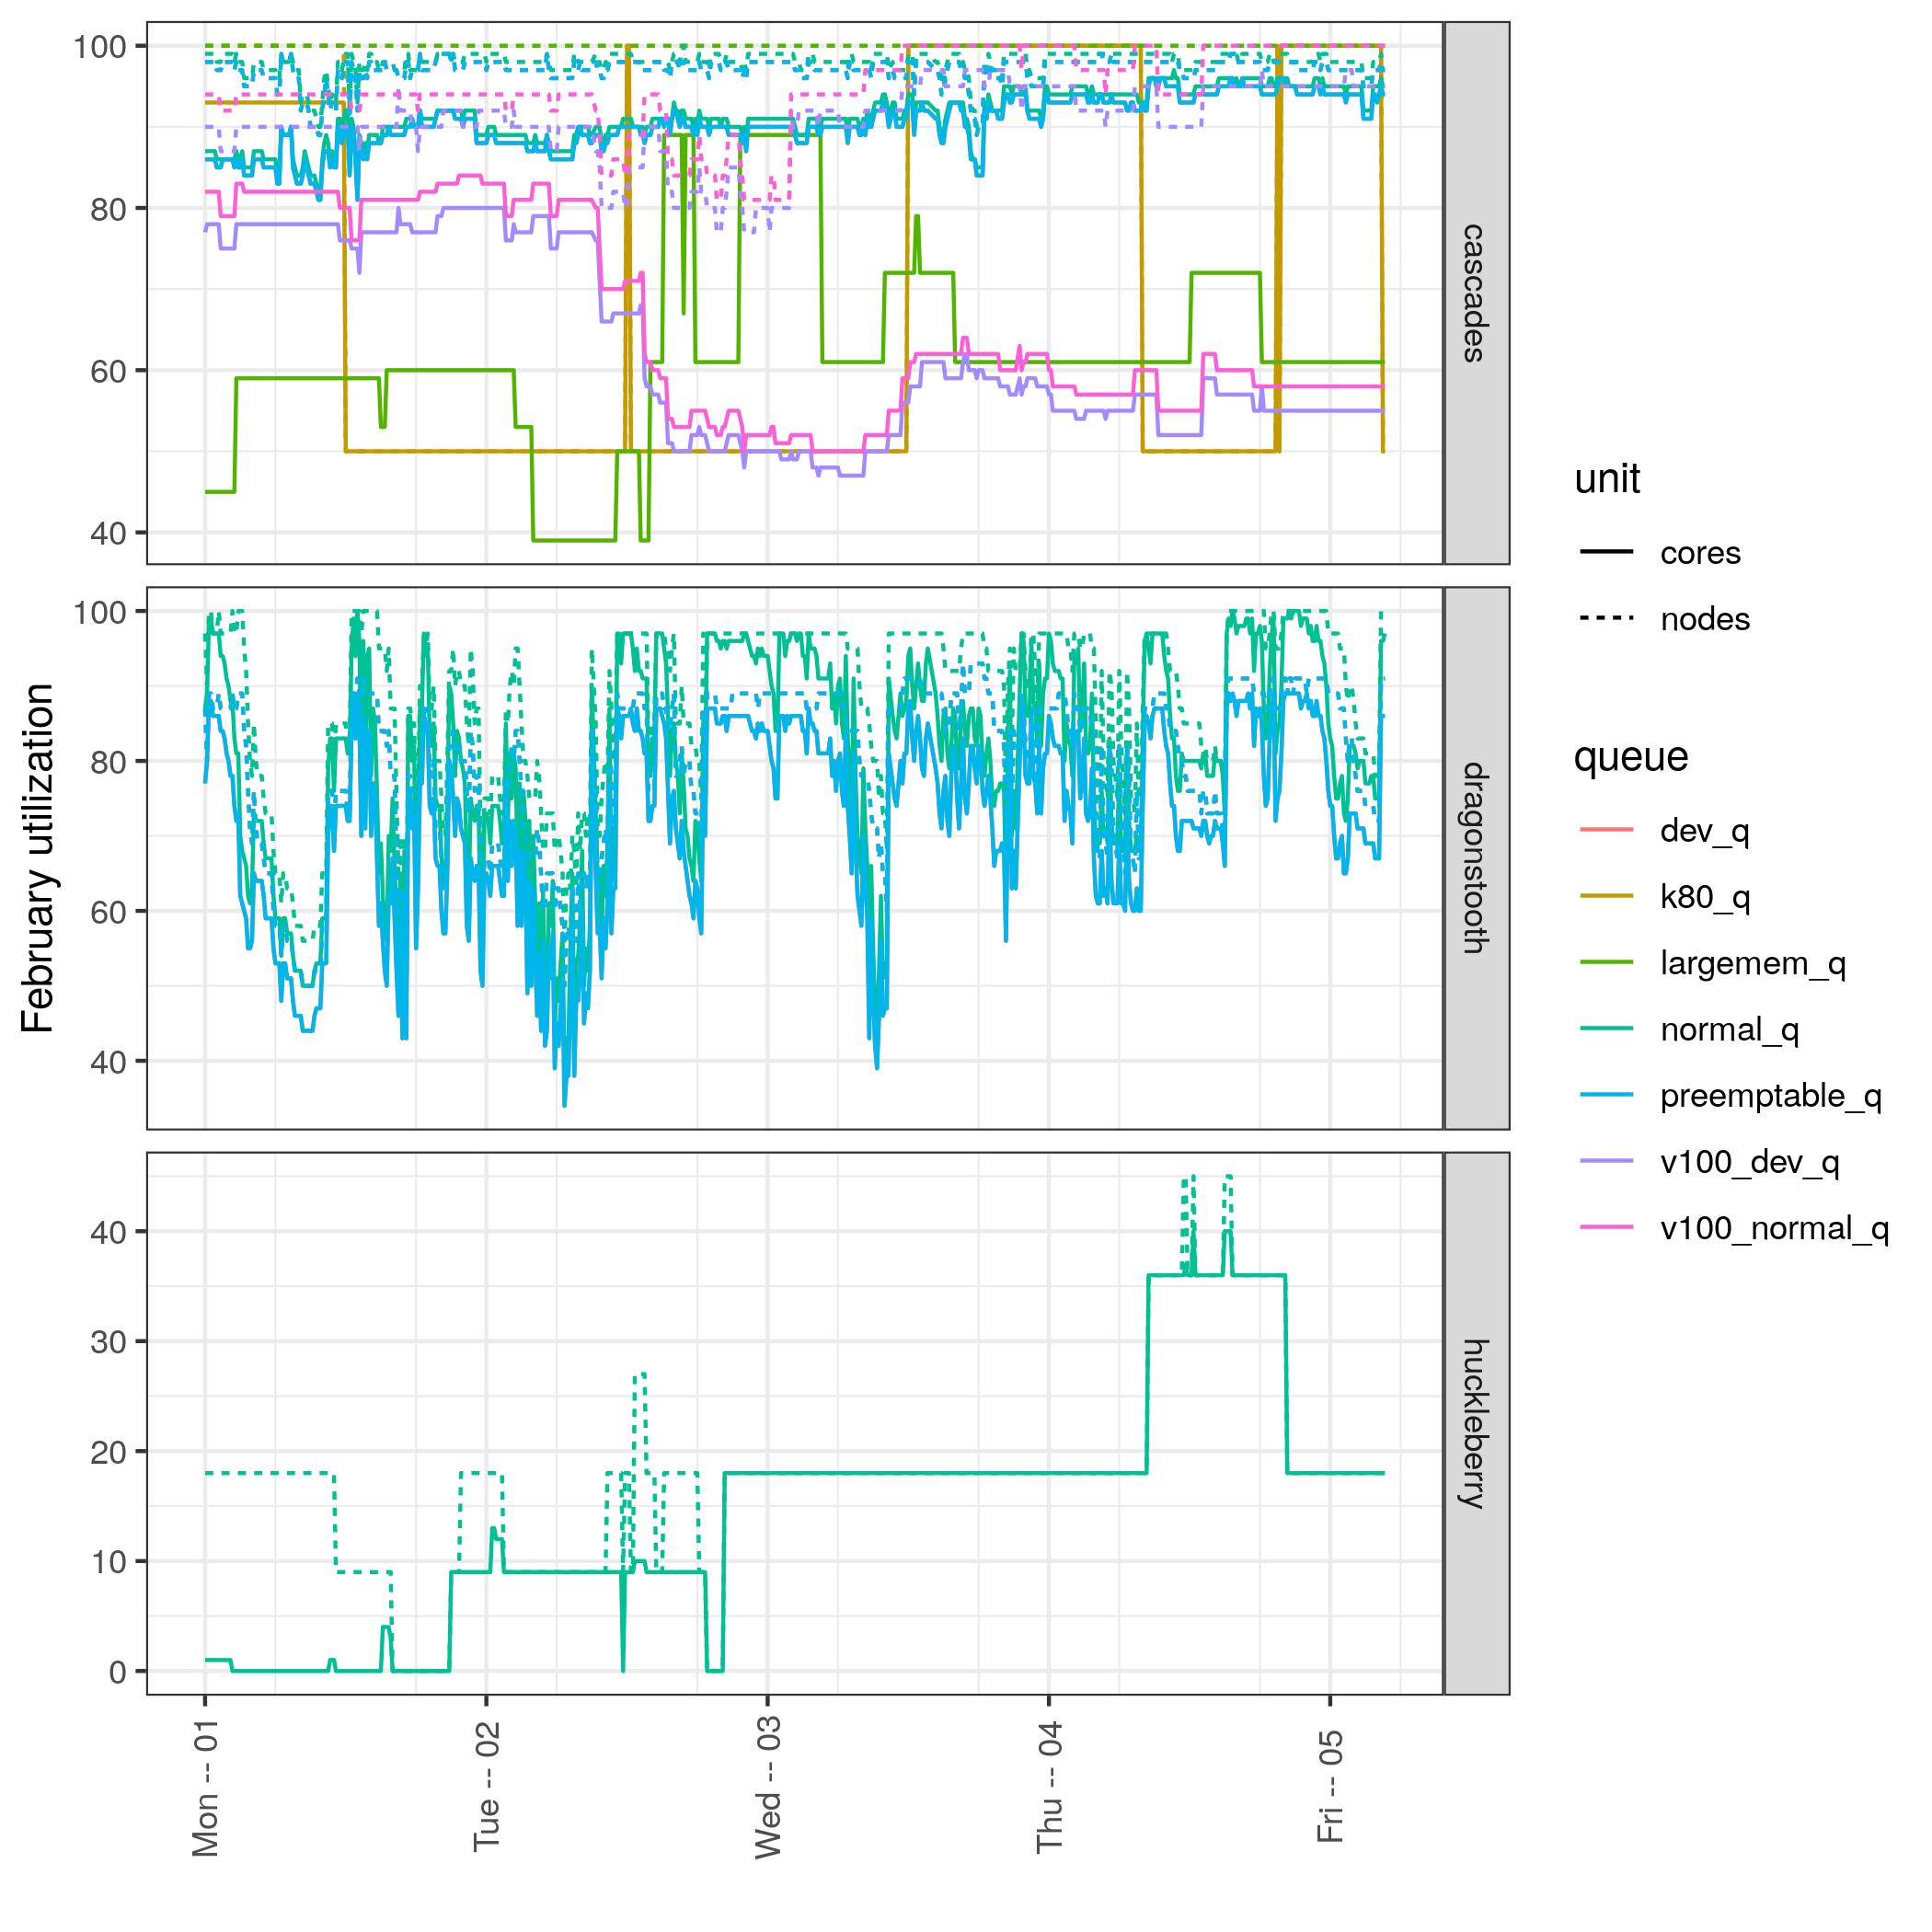 February utilization
100
80
60
40
cascades
100
80
60
40
dragonstooth
40
30
20
10
0
huckleberry
Mon -- 01
Tue -- 02
Wed -- 03
Thu -- 04
Fri -- 05
unit
cores
nodes
queue
dev_q
k80_q
largemem_q
normal_q
preemptable_q
v100_dev_q
v100_normal_q